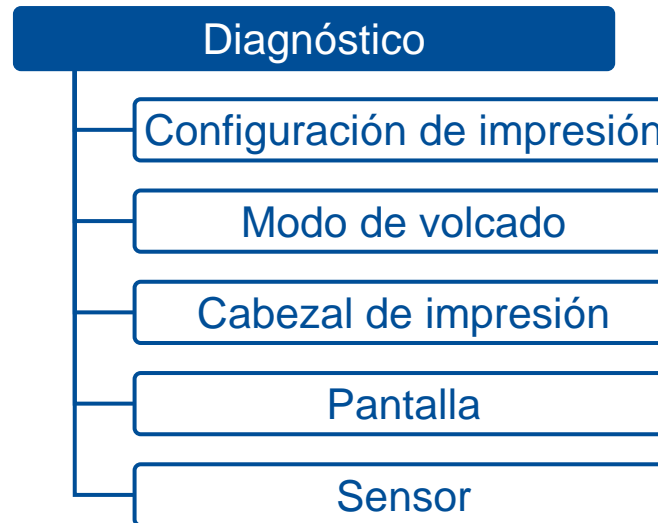 Diagnóstico
Configuración de impresión
Modo de volcado
Cabezal de impresión
Pantalla
Sensor